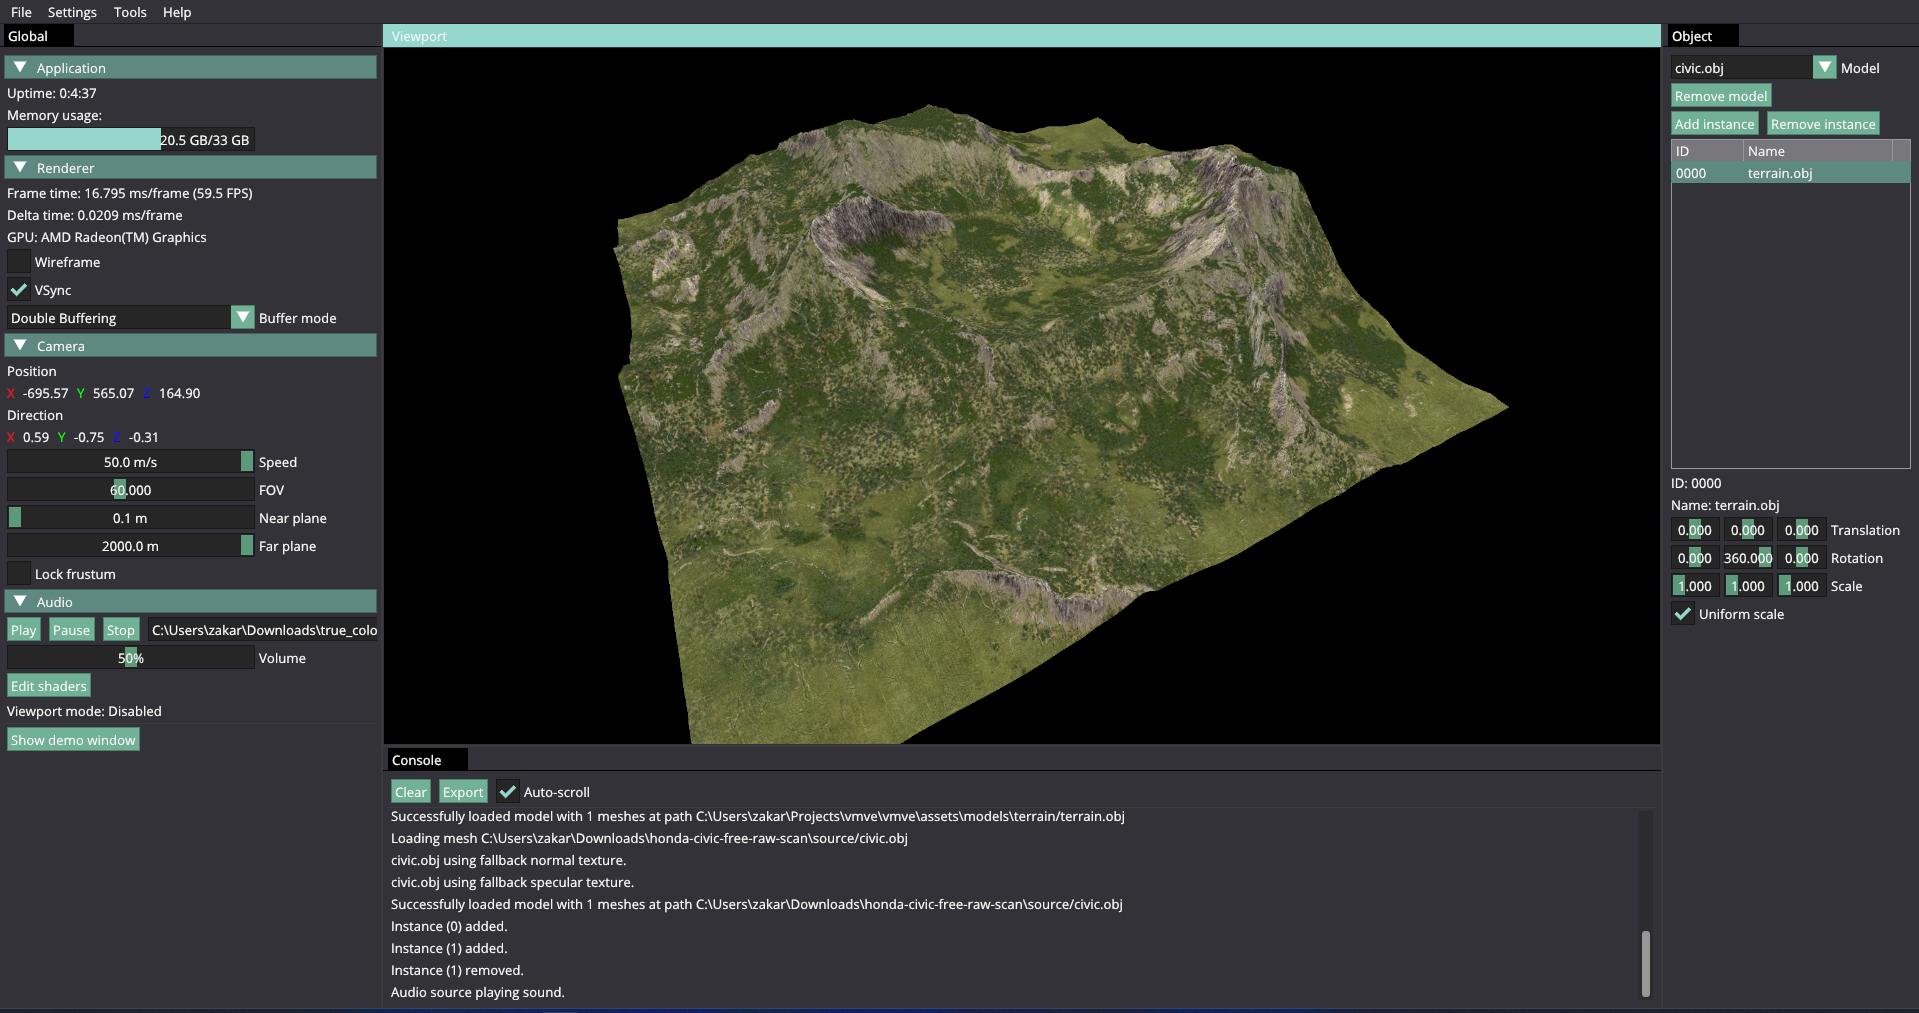 File Settings Tools Help
Global
Application
Uptime: 0:4:37
Memory usage:
20.5 GB/33 GB
Renderer
Frame time: 16.795 ms/frame (59.5 FPS)
Delta time: 0.0209 ms/frame
GPU: AMD Radeon(TM) Graphics
Wireframe
VSync
Double Buffering Buffer mode
Camera
Position
X -695.57 Y 565.07 Z 164.90
Direction
X 0.59 Y -0.75 Z -0.31
50.0 m/s Speed
60.000 FOV
0.1 m Near plane
2000.0 m Far plane
Lock frustum
Audio
Play Pause Stop C:\Users\zakar\Downloads\true_colo
50% Volume
Edit shaders
Viewport mode: Disabled
Show demo window
Viewport
Console
Clear Export Auto-scroll
Successfully loaded model with 1 meshes at path C:\Users\zakar\Projects\vmve\vmve\assets\models\terrain/terrain.obj
Loading mesh C:\Users\zakar\Downloads\honda-civic-free-raw-scan\source/civic.obj
civic.obj using fallback normal texture.
civic.obj using fallback specular texture.
Successfully loaded model with 1 meshes at path C:\Users\zakar\Downloads\honda-civic-free-raw-scan\source/civic.obj
Instance (0) added.
Instance (1) added.
Instance (1) removed.
Audio source playing sound.
Object
civic.obj Model
Remove model
Add instance Remove instance
ID Name
0000 terrain.obj
ID: 0000
Name: terrain.obj
0.000 0.000 0.000 Translation
0.000 360.000 0.000 Rotation
1.000 1.000 1.000 Scale
Uniform scale